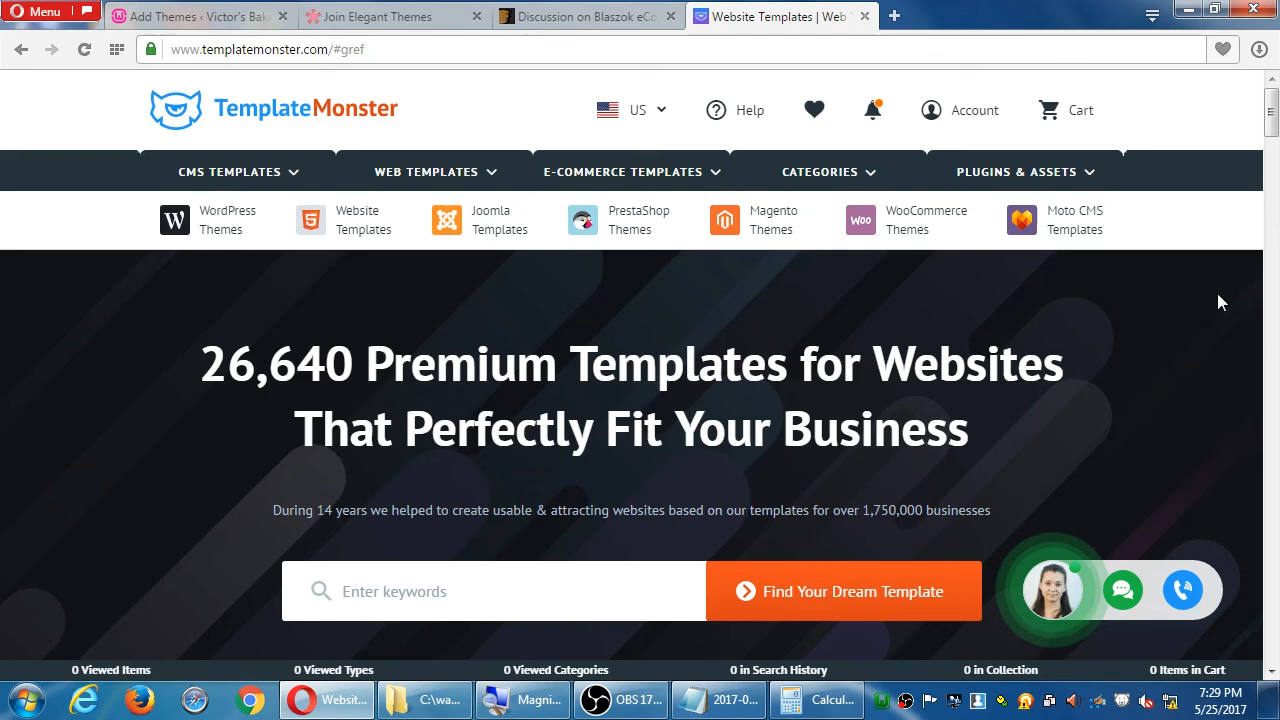 Menu
Add Themes ‹ Victor's Bak
Join Elegant Themes
Discussion on Blaszok eCo
Website Templates | Web T
www.templatemonster.com/#gref
TemplateMonster
US
Help
Account
Cart
CMS TEMPLATES
WEB TEMPLATES
E-COMMERCE TEMPLATES
CATEGORIES
PLUGINS & ASSETS
W
WordPress
Themes
5
Website
Templates
Joomla
Templates
PrestaShop
Themes
Magento
Themes
Woo
WooCommerce
Themes
Moto CMS
Templates
26,640 Premium Templates for Websites
That Perfectly Fit Your Business
During 14 years we helped to create usable & attracting websites based on our templates for over 1,750,000 businesses
Enter keywords
Find Your Dream Template
0 Viewed Items
0 Viewed Types
0 Viewed Categories
0 in Search History
0 in Collection
0 Items in Cart
Websit...
C:\wa...
Magni...
OBS 17....
2017-0...
Calcul...
7:29 PM
5/25/2017